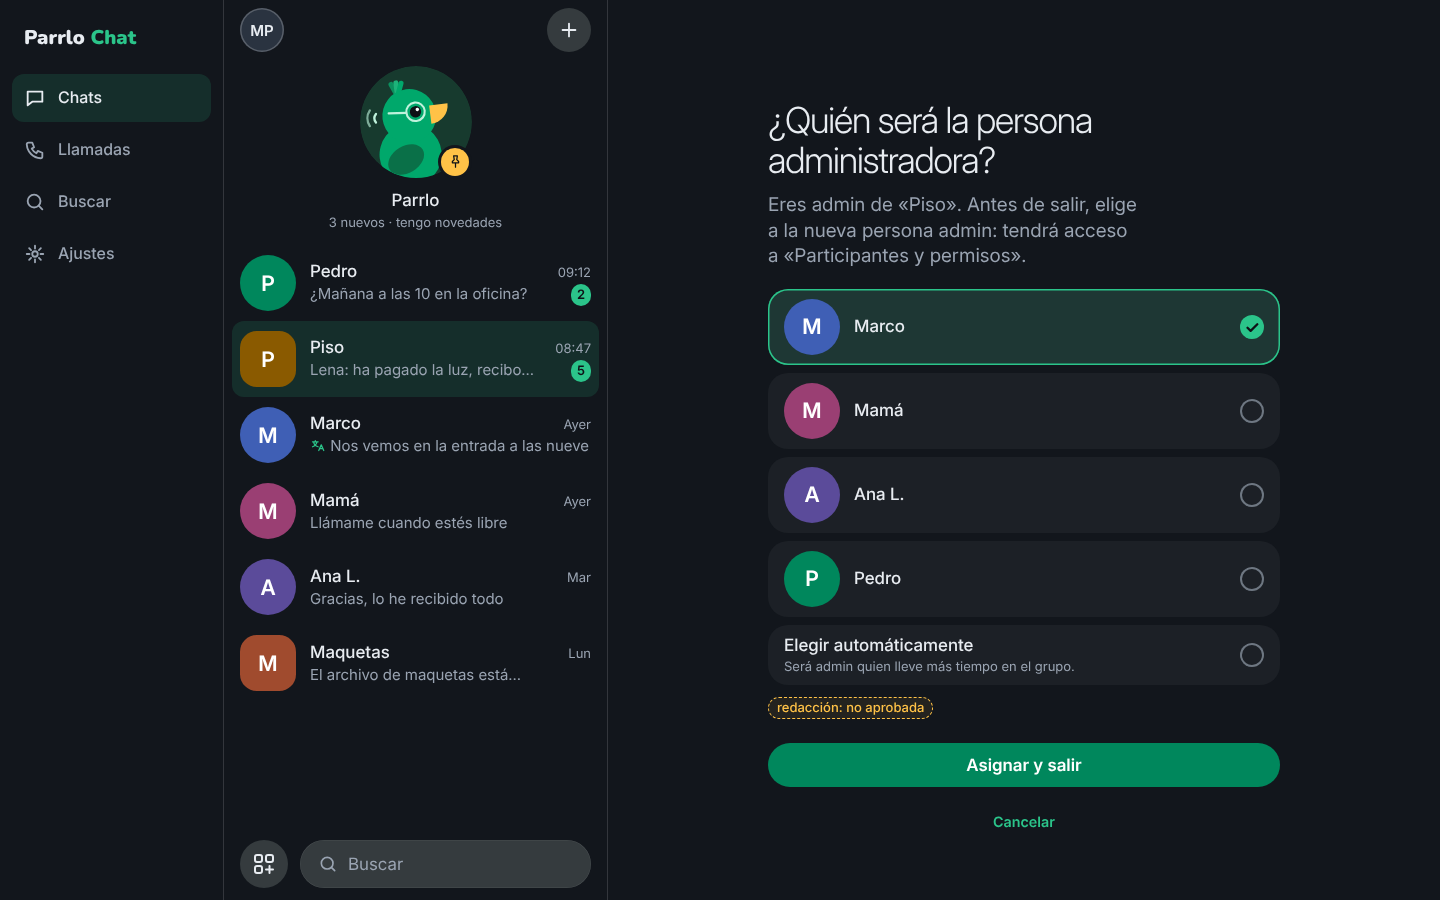 Parrlo Chat
Chats
Llamadas
Buscar
Ajustes
MP
Parrlo
3 nuevos · tengo novedades
P
Pedro
09:12
¿Mañana a las 10 en la oficina?
2
P
Piso
08:47
Lena: ha pagado la luz, recibo...
5
M
Marco
Ayer
Nos vemos en la entrada a las nueve
M
Mamá
Ayer
Llámame cuando estés libre
A
Ana L.
Mar
Gracias, lo he recibido todo
M
Maquetas
Lun
El archivo de maquetas está...
Buscar
¿Quién será la persona
administradora?
Eres admin de «Piso». Antes de salir, elige
a la nueva persona admin: tendrá acceso
a «Participantes y permisos».
M
Marco
M
Mamá
A
Ana L.
P
Pedro
Elegir automáticamente
Será admin quien lleve más tiempo en el grupo.
redacción: no aprobada
Asignar y salir
Cancelar